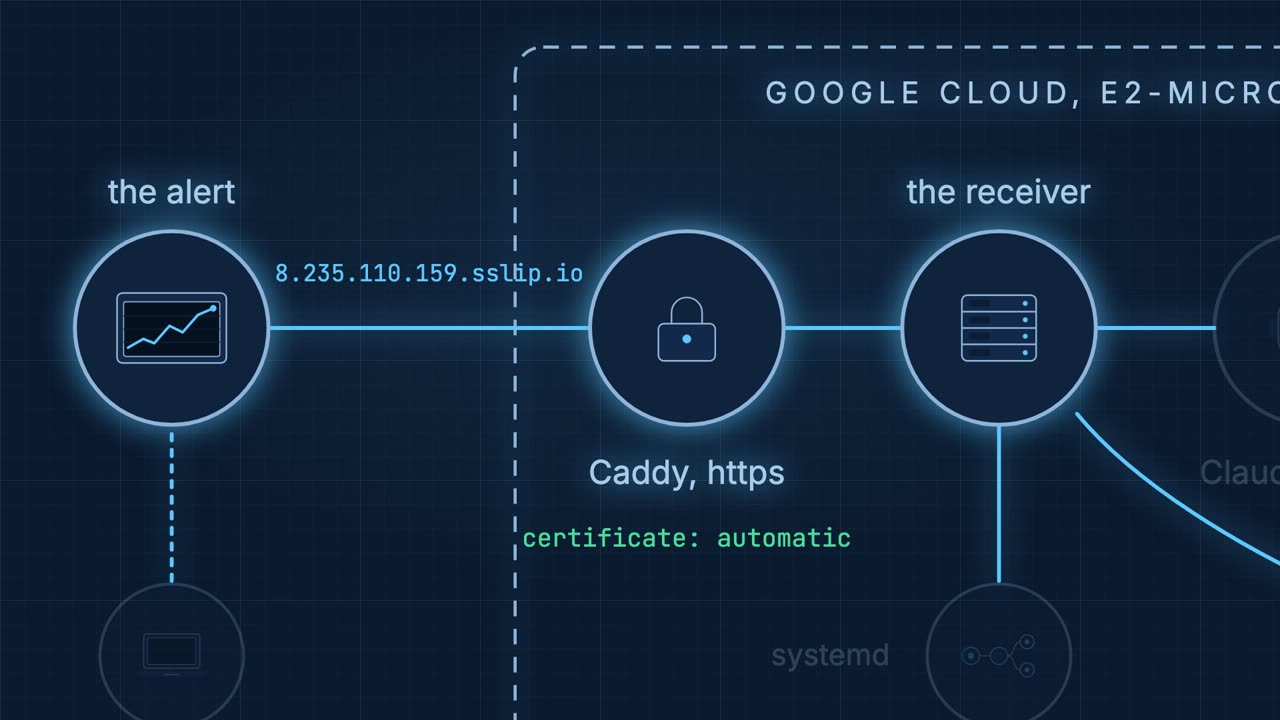 GOOGLE CLOUD, E2-MICRO
the alert
the receiver
8.235.110.159.sslip.io
Caddy, https
certificate: automatic
systemd